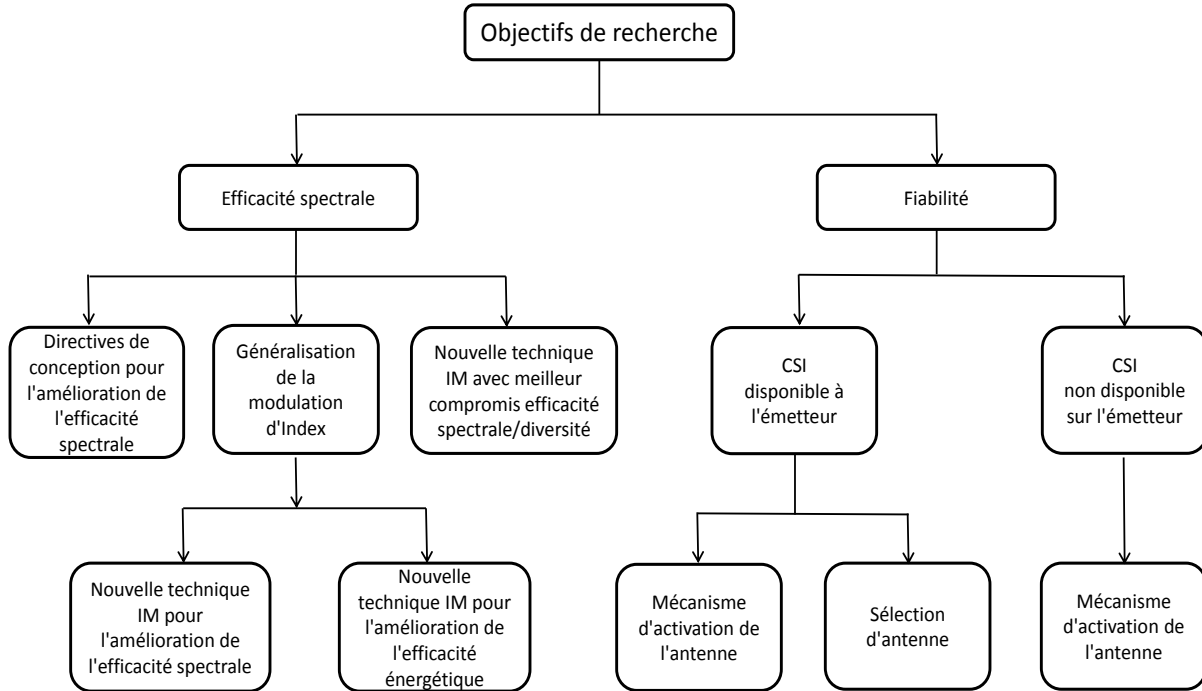 Objectifs de recherche
Efficacité spectrale
Fiabilité
Directives de
conception pour
l'amélioration de
l'efficacité
spectrale
Généralisation
de la
modulation
d'Index
Nouvelle technique
IM avec meilleur
compromis efficacité
spectrale/diversité
CSI
disponible à
l'émetteur
CSI
non disponible
sur l'émetteur
Nouvelle technique
IM pour
l'amélioration de
l'efficacité spectrale
Nouvelle
technique IM pour
l'amélioration de
l'efficacité
énergétique
Mécanisme
d'activation de
l'antenne
Sélection
d'antenne
Mécanisme
d'activation de
l'antenne